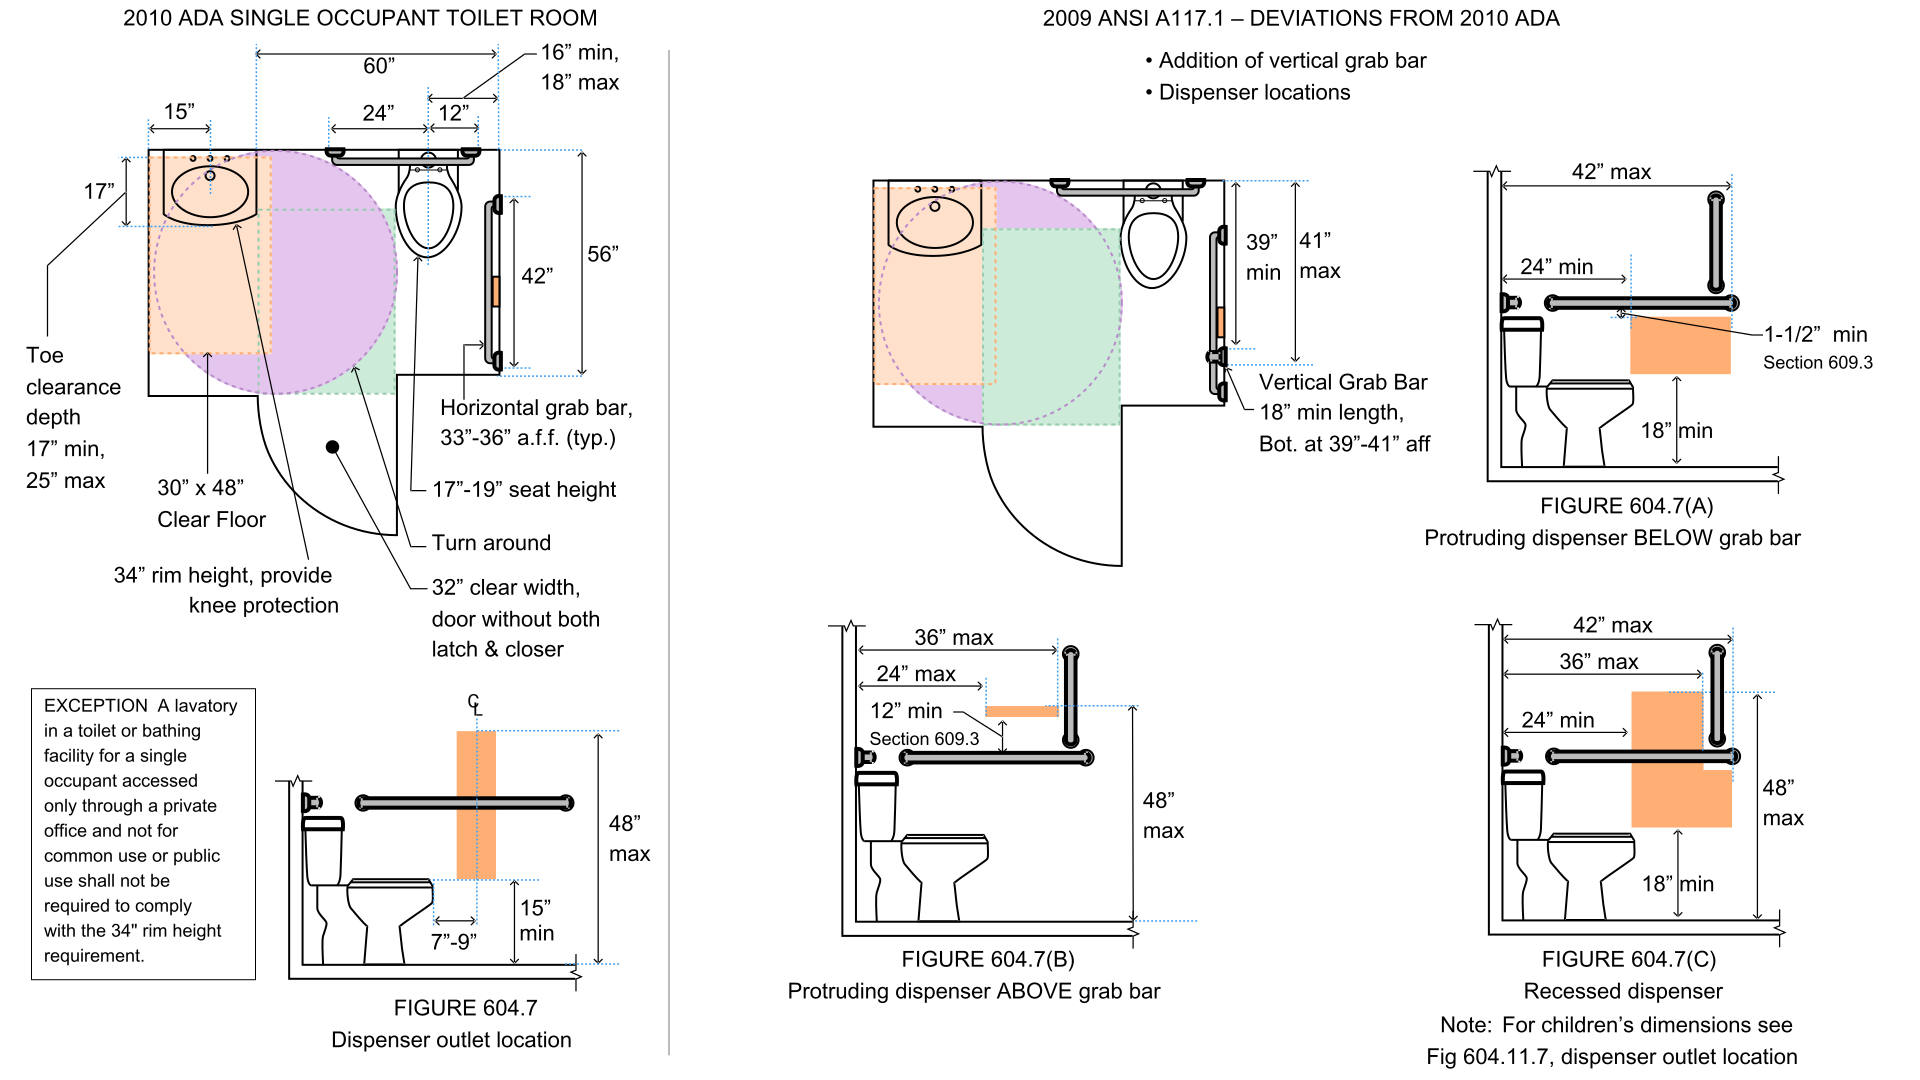 2010 ADA SINGLE OCCUPANT TOILET ROOM
16” min,
18” max
60”
15”
24”
12”
17”
56”
42”
Toe
clearance
depth
17” min,
25” max
Horizontal grab bar,
33”-36” a.f.f. (typ.)
30” x 48”
Clear Floor
17”-19” seat height
Turn around
34” rim height, provide
knee protection
32” clear width,
door without both
latch & closer
EXCEPTION A lavatory
in a toilet or bathing
facility for a single
occupant accessed
only through a private
office and not for
common use or public
use shall not be
required to comply
with the 34" rim height
requirement.
CL
48”
max
15”
min
7”-9”
FIGURE 604.7
Dispenser outlet location
2009 ANSI A117.1 – DEVIATIONS FROM 2010 ADA
• Addition of vertical grab bar
• Dispenser locations
39”
min
41”
max
Vertical Grab Bar
18” min length,
Bot. at 39”-41” aff
42” max
24” min
1-1/2” min
Section 609.3
18” min
FIGURE 604.7(A)
Protruding dispenser BELOW grab bar
36” max
24” max
12” min
Section 609.3
48”
max
FIGURE 604.7(B)
Protruding dispenser ABOVE grab bar
42” max
36” max
24” min
48”
max
18” min
FIGURE 604.7(C)
Recessed dispenser
Note: For children’s dimensions see
Fig 604.11.7, dispenser outlet location